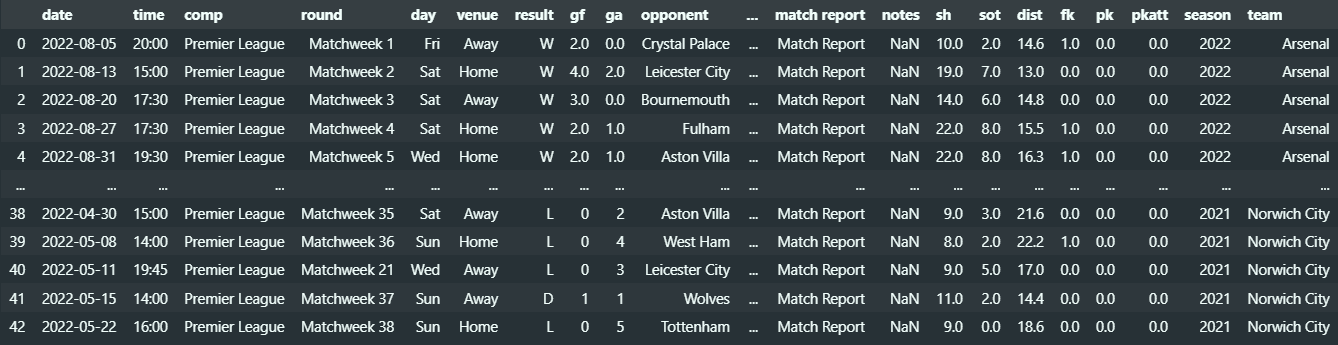 date time comp round day venue result gf ga opponent ... match report notes sh sot dist fk pk pkatt season team
0 2022-08-05 20:00 Premier League Matchweek 1 Fri Away W 2.0 0.0 Crystal Palace ... Match Report NaN 10.0 2.0 14.6 1.0 0.0 0.0 2022 Arsenal
1 2022-08-13 15:00 Premier League Matchweek 2 Sat Home W 4.0 2.0 Leicester City ... Match Report NaN 19.0 7.0 13.0 0.0 0.0 0.0 2022 Arsenal
2 2022-08-20 17:30 Premier League Matchweek 3 Sat Away W 3.0 0.0 Bournemouth ... Match Report NaN 14.0 6.0 14.8 0.0 0.0 0.0 2022 Arsenal
3 2022-08-27 17:30 Premier League Matchweek 4 Sat Home W 2.0 1.0 Fulham ... Match Report NaN 22.0 8.0 15.5 1.0 0.0 0.0 2022 Arsenal
4 2022-08-31 19:30 Premier League Matchweek 5 Wed Home W 2.0 1.0 Aston Villa ... Match Report NaN 22.0 8.0 16.3 1.0 0.0 0.0 2022 Arsenal
... ... ... ... ... ... ... ... ... ... ... ... ... ... ... ... ... ... ... ... ... ...
38 2022-04-30 15:00 Premier League Matchweek 35 Sat Away L 0 2 Aston Villa ... Match Report NaN 9.0 3.0 21.6 0.0 0.0 0.0 2021 Norwich City
39 2022-05-08 14:00 Premier League Matchweek 36 Sun Home L 0 4 West Ham ... Match Report NaN 8.0 2.0 22.2 1.0 0.0 0.0 2021 Norwich City
40 2022-05-11 19:45 Premier League Matchweek 21 Wed Away L 0 3 Leicester City ... Match Report NaN 9.0 5.0 17.0 0.0 0.0 0.0 2021 Norwich City
41 2022-05-15 14:00 Premier League Matchweek 37 Sun Away D 1 1 Wolves ... Match Report NaN 11.0 2.0 14.4 0.0 0.0 0.0 2021 Norwich City
42 2022-05-22 16:00 Premier League Matchweek 38 Sun Home L 0 5 Tottenham ... Match Report NaN 9.0 0.0 18.6 0.0 0.0 0.0 2021 Norwich City